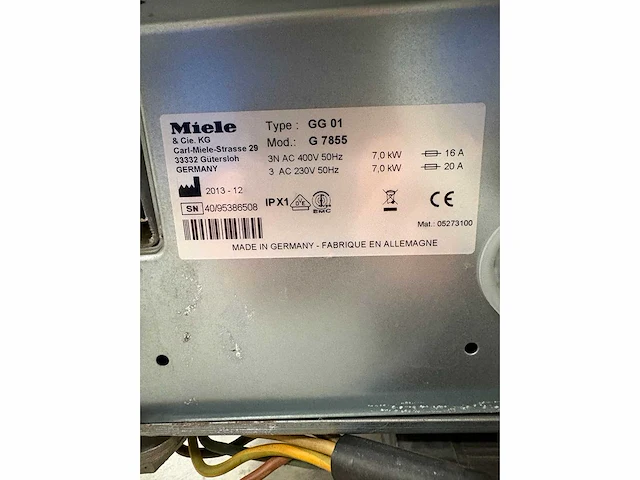 Miele
& Cie. KG
Carl-Miele-Strasse 29
33332 Gütersloh
GERMANY
2013 - 12
SN 40/95386508
Type : GG 01
Mod.: G 7855
3N AC 400V 50Hz 7,0 kW 16 A
3 AC 230V 50Hz 7,0 kW 20 A
IPX1 EMC CE
Mat.: 05273100
MADE IN GERMANY - FABRIQUE EN ALLEMAGNE